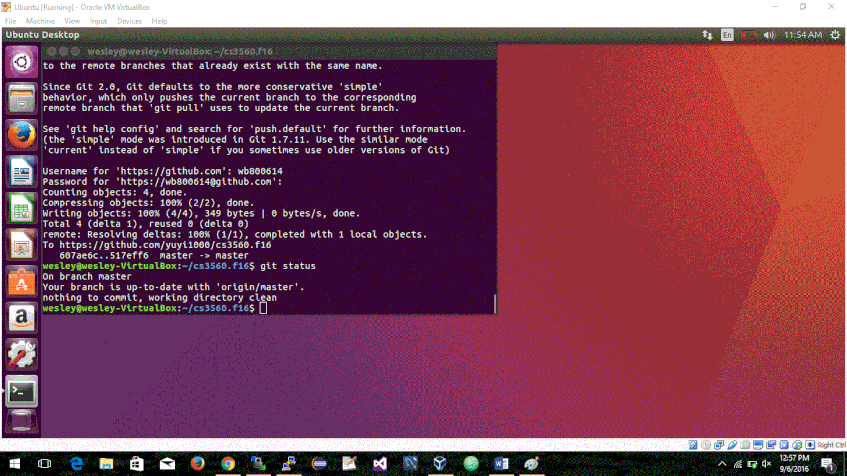 Ubuntu [Running] - Oracle VM VirtualBox
File Machine View Input Devices Help
Ubuntu Desktop
En
11:54 AM
wesley@wesley-VirtualBox: ~/cs3560.f16
to the remote branches that already exist with the same name.
Since Git 2.0, Git defaults to the more conservative 'simple'
behavior, which only pushes the current branch to the corresponding
remote branch that 'git pull' uses to update the current branch.
See 'git help config' and search for 'push.default' for further information.
(the 'simple' mode was introduced in Git 1.7.11. Use the similar mode
'current' instead of 'simple' if you sometimes use older versions of Git)
Username for 'https://github.com': wb800614
Password for 'https://wb800614@github.com':
Counting objects: 4, done.
Compressing objects: 100% (2/2), done.
Writing objects: 100% (4/4), 349 bytes | 0 bytes/s, done.
Total 4 (delta 1), reused 0 (delta 0)
remote: Resolving deltas: 100% (1/1), completed with 1 local objects.
To https://github.com/yuyi1000/cs3560.f16
607ae6c..517eff6 master -> master
wesley@wesley-VirtualBox:~/cs3560.f16$ git status
On branch master
Your branch is up-to-date with 'origin/master'.
nothing to commit, working directory clean
wesley@wesley-VirtualBox:~/cs3560.f16$
Right Ctrl
12:57 PM
9/6/2016